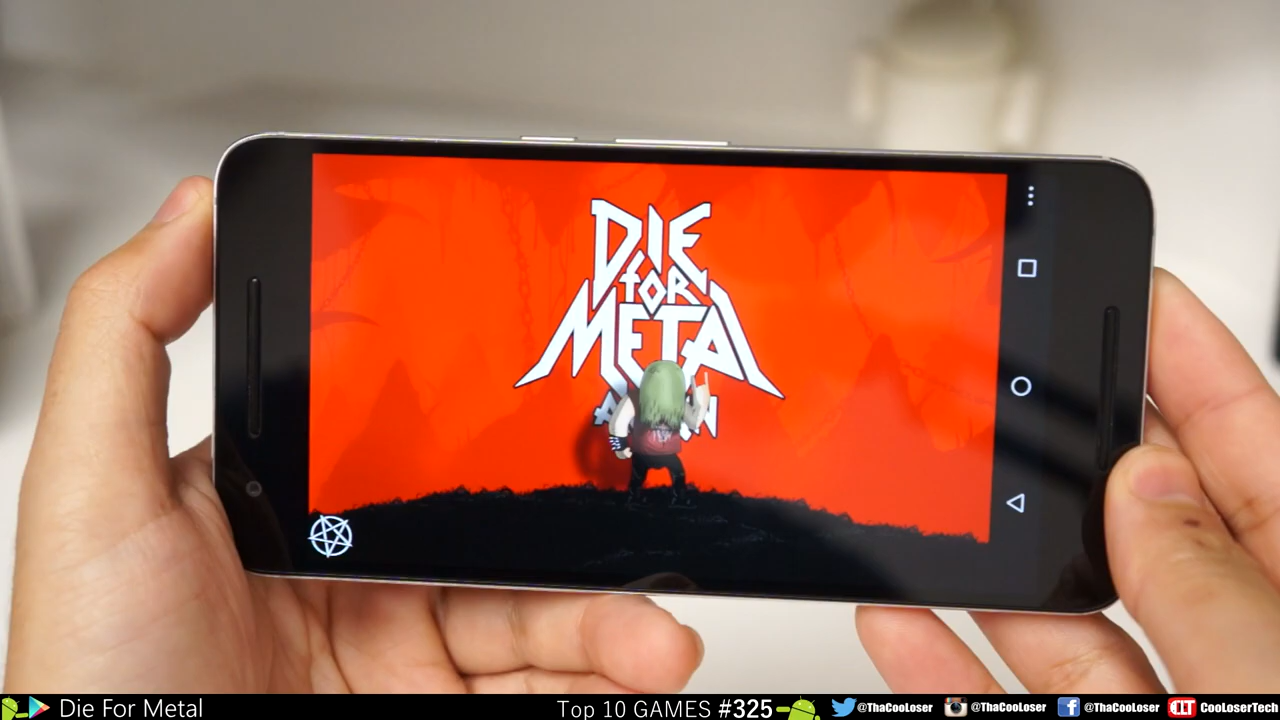 DIE
FOR
METAL
Die For Metal
Top 10 GAMES #325
@ThaCooLoser
@ThaCooLoser
@ThaCooLoser
CLT
CooLoserTech